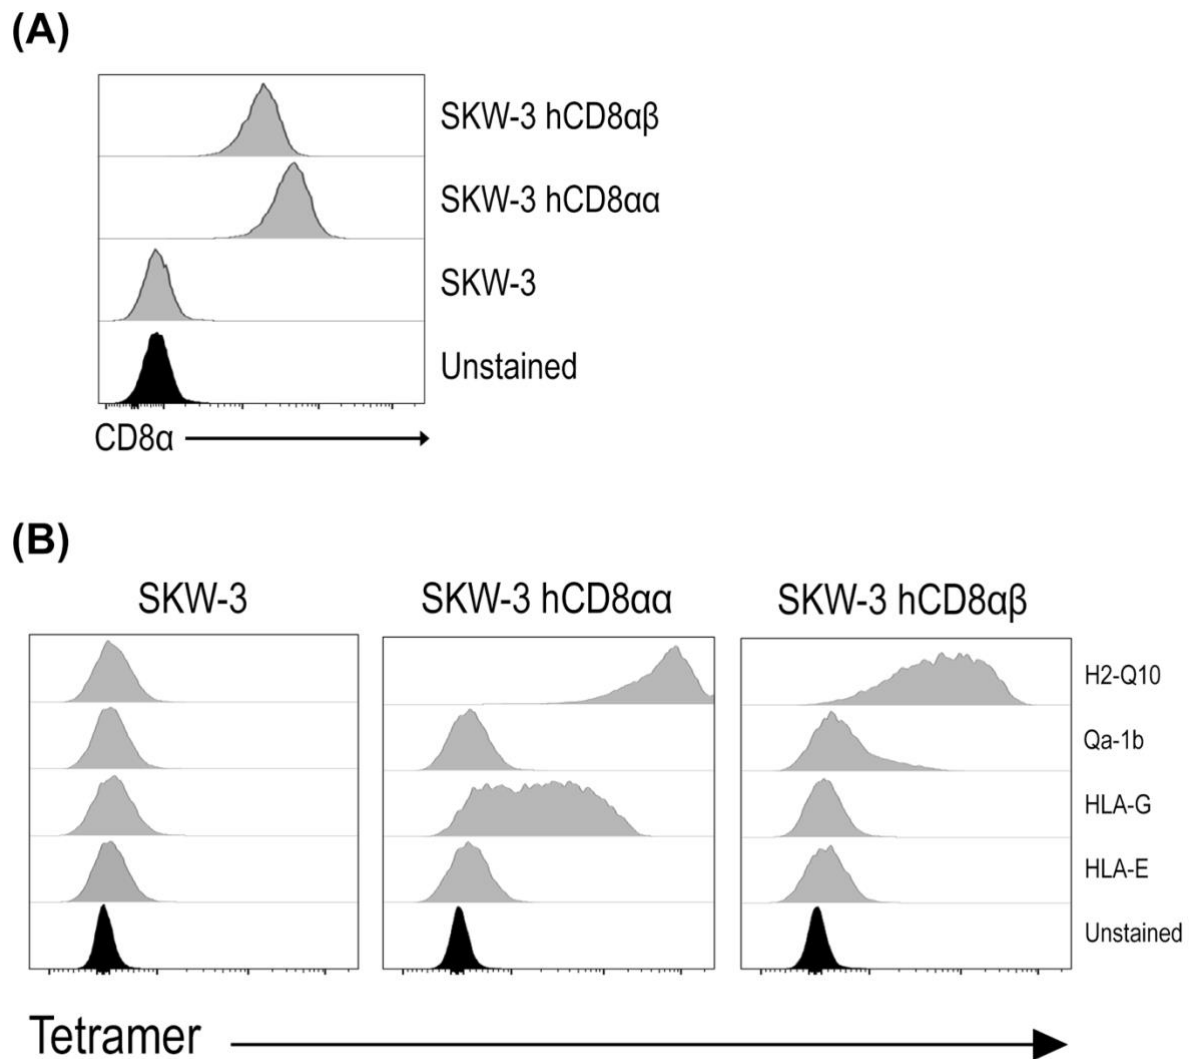 (A)
SKW-3 hCD8αβ
SKW-3 hCD8αα
SKW-3
Unstained
CD8α
(B)
SKW-3 SKW-3 hCD8αα SKW-3 hCD8αβ
H2-Q10
Qa-1b
HLA-G
HLA-E
Unstained
Tetramer